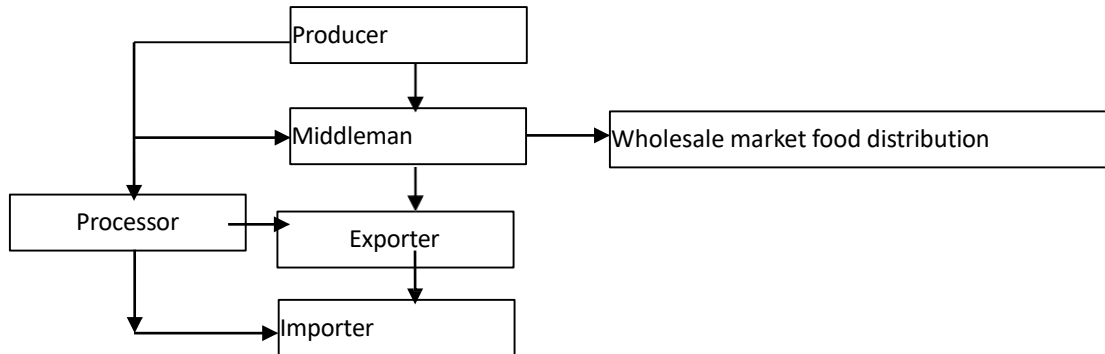 Producer
Middleman
Wholesale market food distribution
Processor
Exporter
Importer